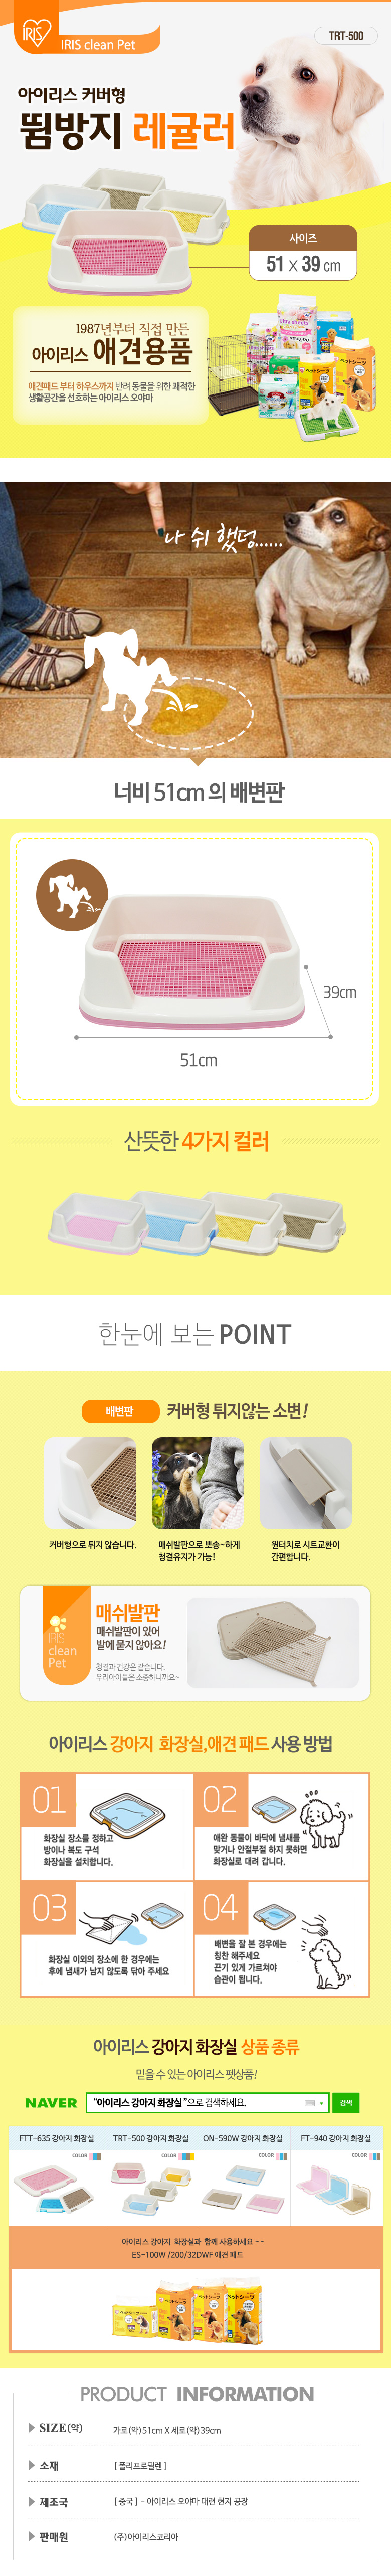 IRIS
IRIS clean Pet
TRT-500
아이리스 커버형
뜀방지 레귤러
사이즈
51 X 39 cm
1987년부터 직접 만든
아이리스 애견용품
애견패드 부터 하우스까지 반려 동물을 위한 쾌적한
생활공간을 선호하는 아이리스 오야마
나 쉬 했덩......
너비 51cm 의 배변판
39cm
51cm
산뜻한 4가지 컬러
한눈에 보는 POINT
배변판
커버형 튀지않는 소변!
커버형으로 튀지 않습니다.
매쉬발판으로 뽀송~하게
청결유지가 가능!
원터치로 시트교환이
간편합니다.
IRIS
clean
Pet
매쉬발판
매쉬발판이 있어
발에 묻지 않아요!
청결과 건강은 같습니다.
우리아이들은 소중하니까요~
아이리스 강아지 화장실,애견 패드 사용 방법
01
화장실 장소를 정하고
방이나 복도 구석
화장실을 설치합니다.
02
애완 동물이 바닥에 냄새를
맞거나 안절부절 하지 못하면
화장실로 대려 갑니다.
03
화장실 이외의 장소에 한 경우에는
후에 냄새가 남지 않도록 닦아 주세요
04
배변을 잘 본 경우에는
칭찬 해주세요
끈기 있게 가르쳐야
습관이 됩니다.
아이리스 강아지 화장실 상품 종류
믿을 수 있는 아이리스 펫상품!
NAVER
“아이리스 강아지 화장실”으로 검색하세요.
검색
FTT-635 강아지 화장실
TRT-500 강아지 화장실
ON-590W 강아지 화장실
FT-940 강아지 화장실
COLOR
COLOR
COLOR
COLOR
아이리스 강아지 화장실과 함께 사용하세요 ~~
ES-100W /200/32DWF 애견 패드
PRODUCT INFORMATION
SIZE(약)
가로(약)51cm X 세로(약)39cm
소재
[ 폴리프로필렌 ]
제조국
[ 중국 ] - 아이리스 오야마 대련 현지 공장
판매원
(주)아이리스코리아